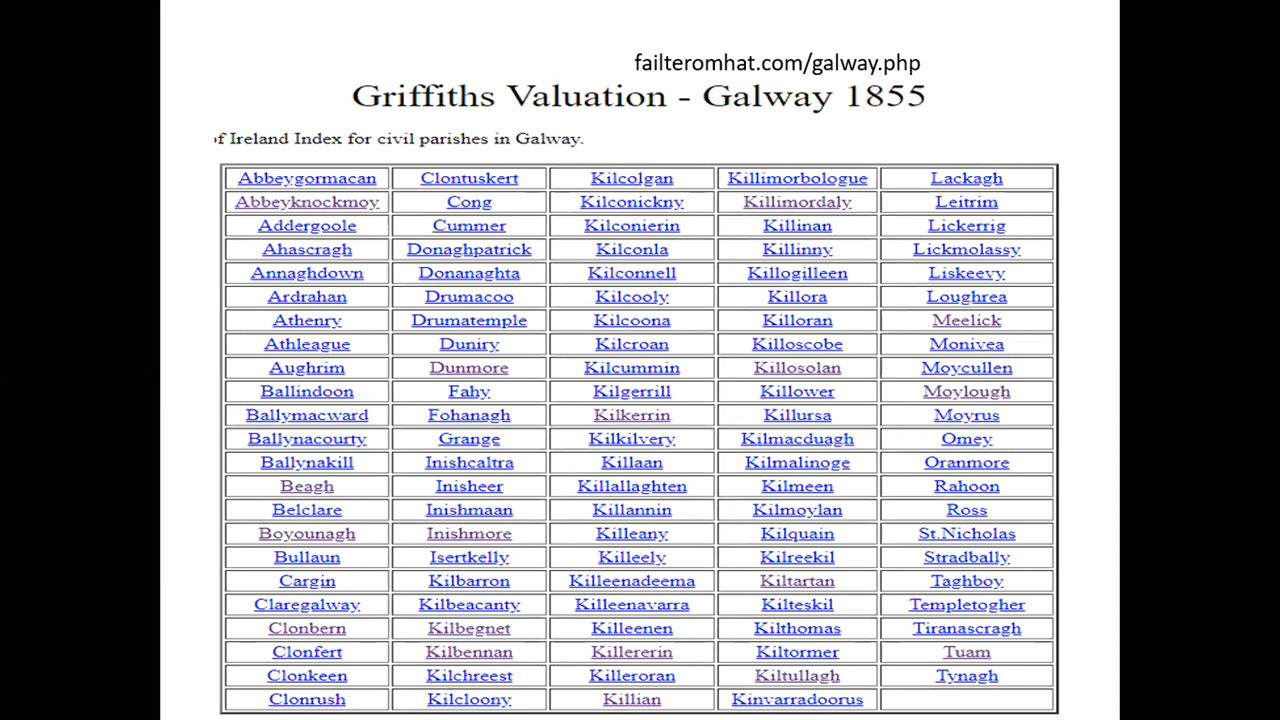 failteromhat.com/galway.php
Griffiths Valuation - Galway 1855
of Ireland Index for civil parishes in Galway.
Abbeygormacan Clontuskert Kilcolgan Killimorbologue Lackagh
Abbeyknockmoy Cong Kilconickny Killimordaly Leitrim
Addergoole Cummer Kilconierin Killinan Lickerrig
Ahascragh Donaghpatrick Kilconla Killinny Lickmolassy
Annaghdown Donanaghta Kilconnell Killogilleen Liskeevy
Ardrahan Drumacoo Kilcooly Killora Loughrea
Athenry Drumatemple Kilcoona Killoran Meelick
Athleague Duniry Kilcroan Killoscobe Monivea
Aughrim Dunmore Kilcummin Killosolan Moycullen
Ballindoon Fahy Kilgerrill Killower Moylough
Ballymacward Fohanagh Kilkerrin Killursa Moyrus
Ballynacourty Grange Kilkilvery Kilmacduagh Omey
Ballynakill Inishcaltra Killaan Kilmalinoge Oranmore
Beagh Inisheer Killallaghten Kilmeen Rahoon
Belclare Inishmaan Killannin Kilmoylan Ross
Boyounagh Inishmore Killeany Kilquain St.Nicholas
Bullaun Isertkelly Killeely Kilreekil Stradbally
Cargin Kilbarron Killeenadeema Kiltartan Taghboy
Claregalway Kilbeacanty Killeenavarra Kilteskil Templetogher
Clonbern Kilbegnet Killeenen Kilthomas Tiranascragh
Clonfert Kilbennan Killererin Kiltormer Tuam
Clonkeen Kilchreest Killeroran Kiltullagh Tynagh
Clonrush Kilcloony Killian Kinvarradoorus